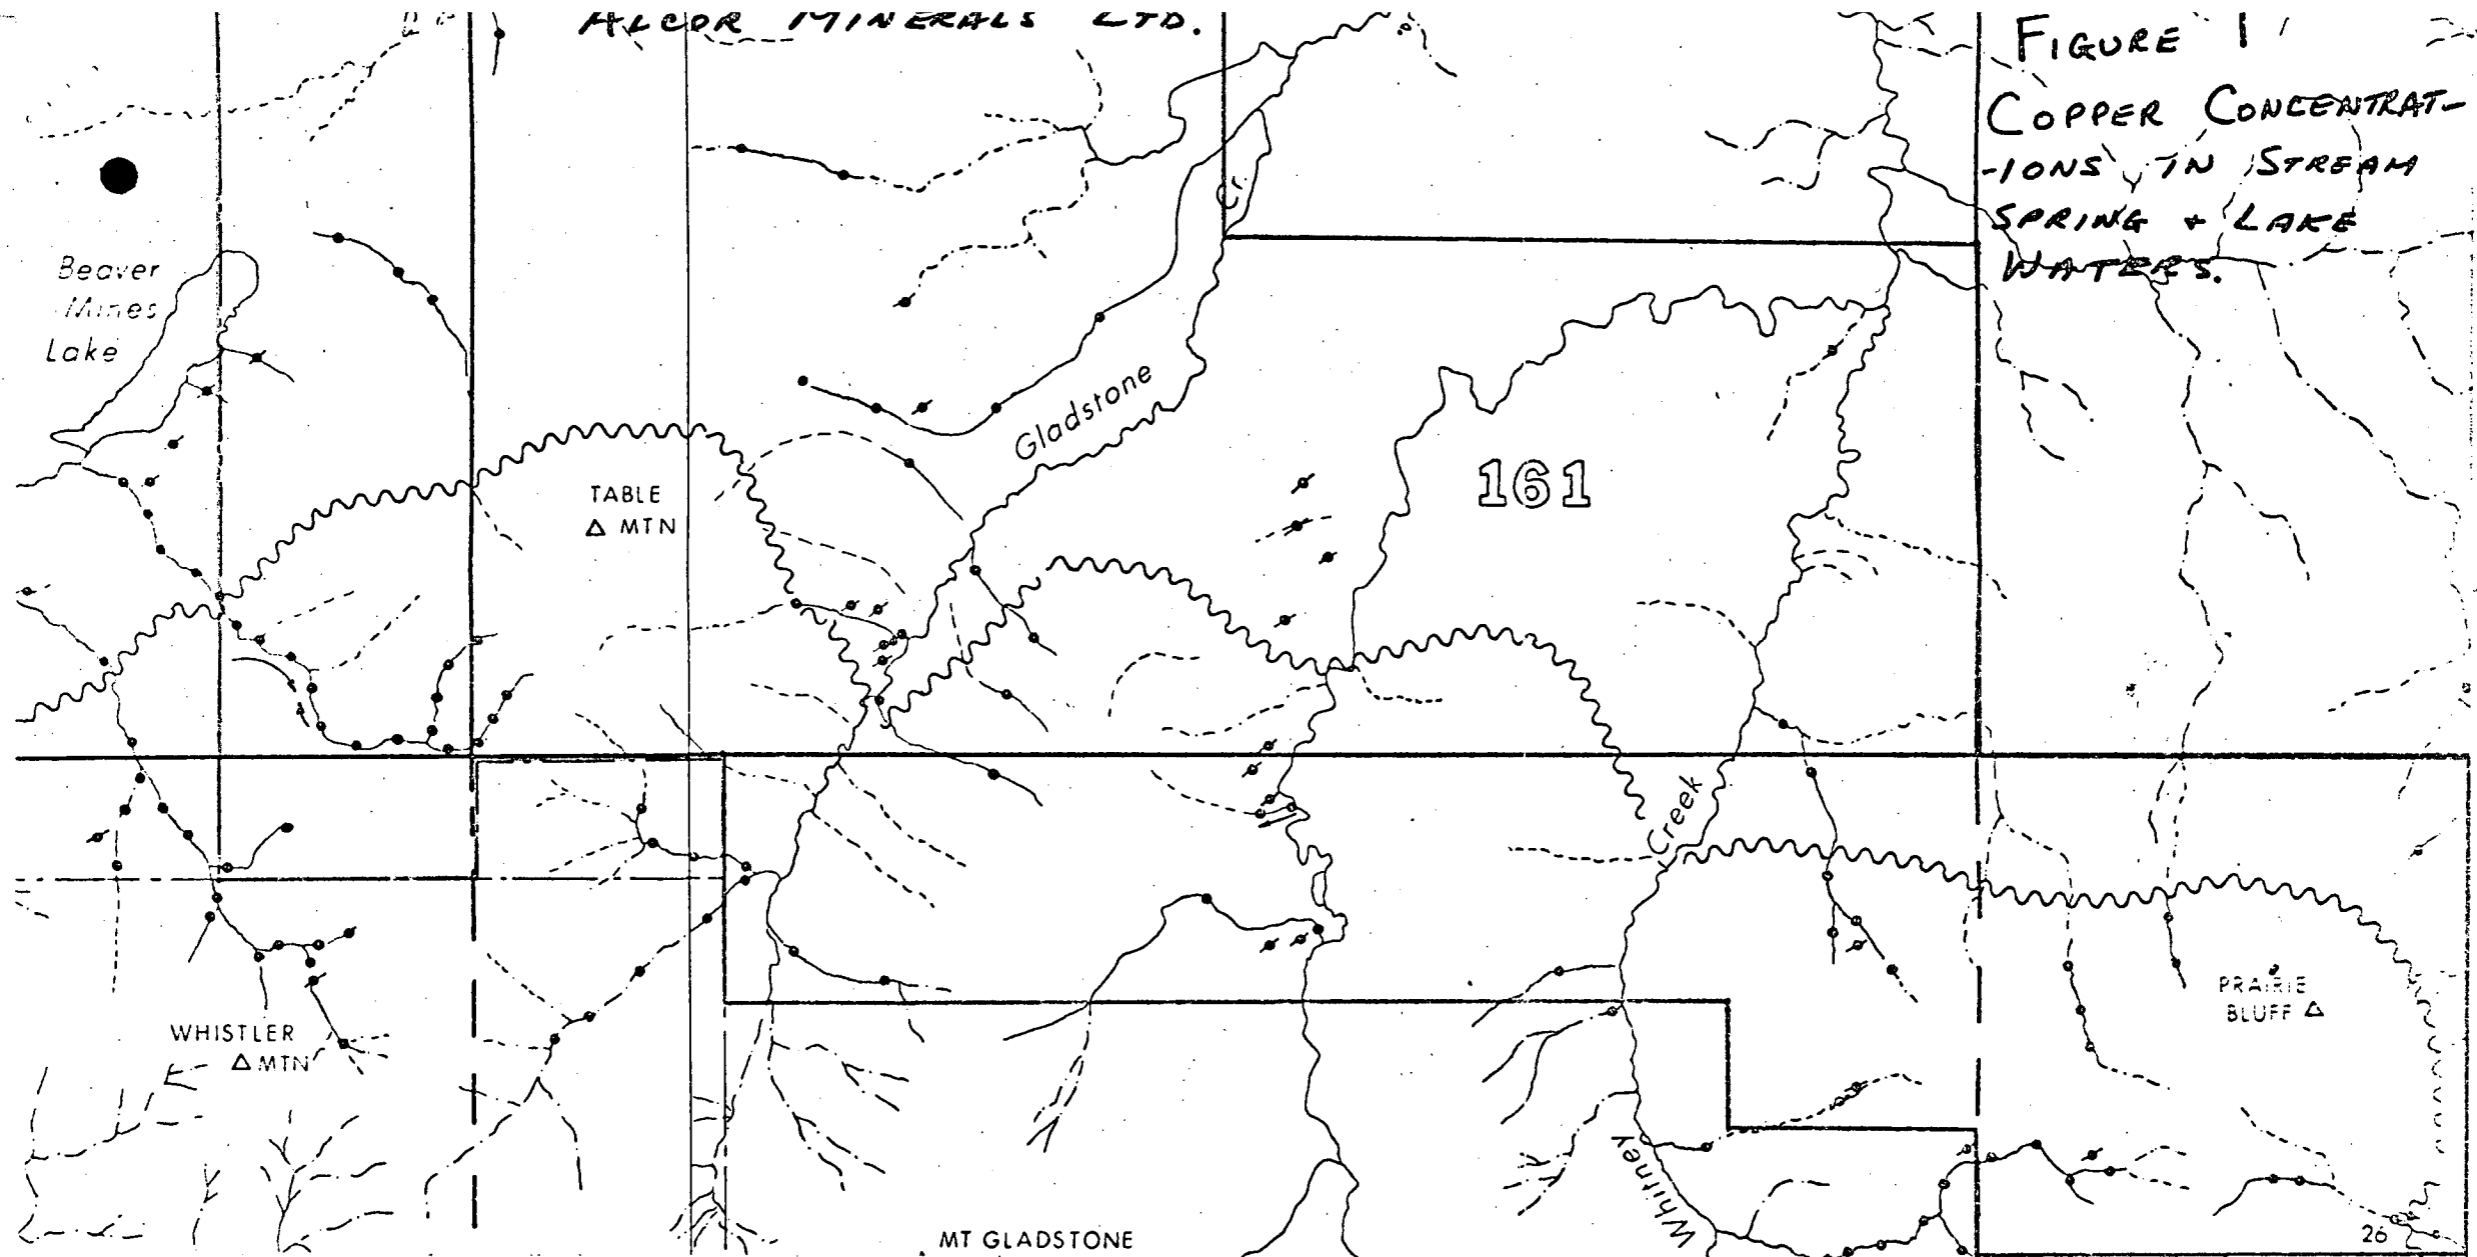 ALCOR MINERALS LTD.
FIGURE 1
COPPER CONCENTRAT-
-IONS IN STREAM
SPRING + LAKE
WATERS.
Beaver
Mines
Lake
Gladstone
161
TABLE
MTN
Creek
PRAIRIE
BLUFF
WHISTLER
MTN
Whitney
MT GLADSTONE
26